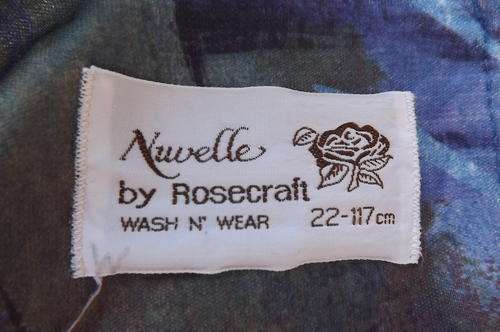 Nuvelle
by Rosecraft
WASH N' WEAR 22-117cm